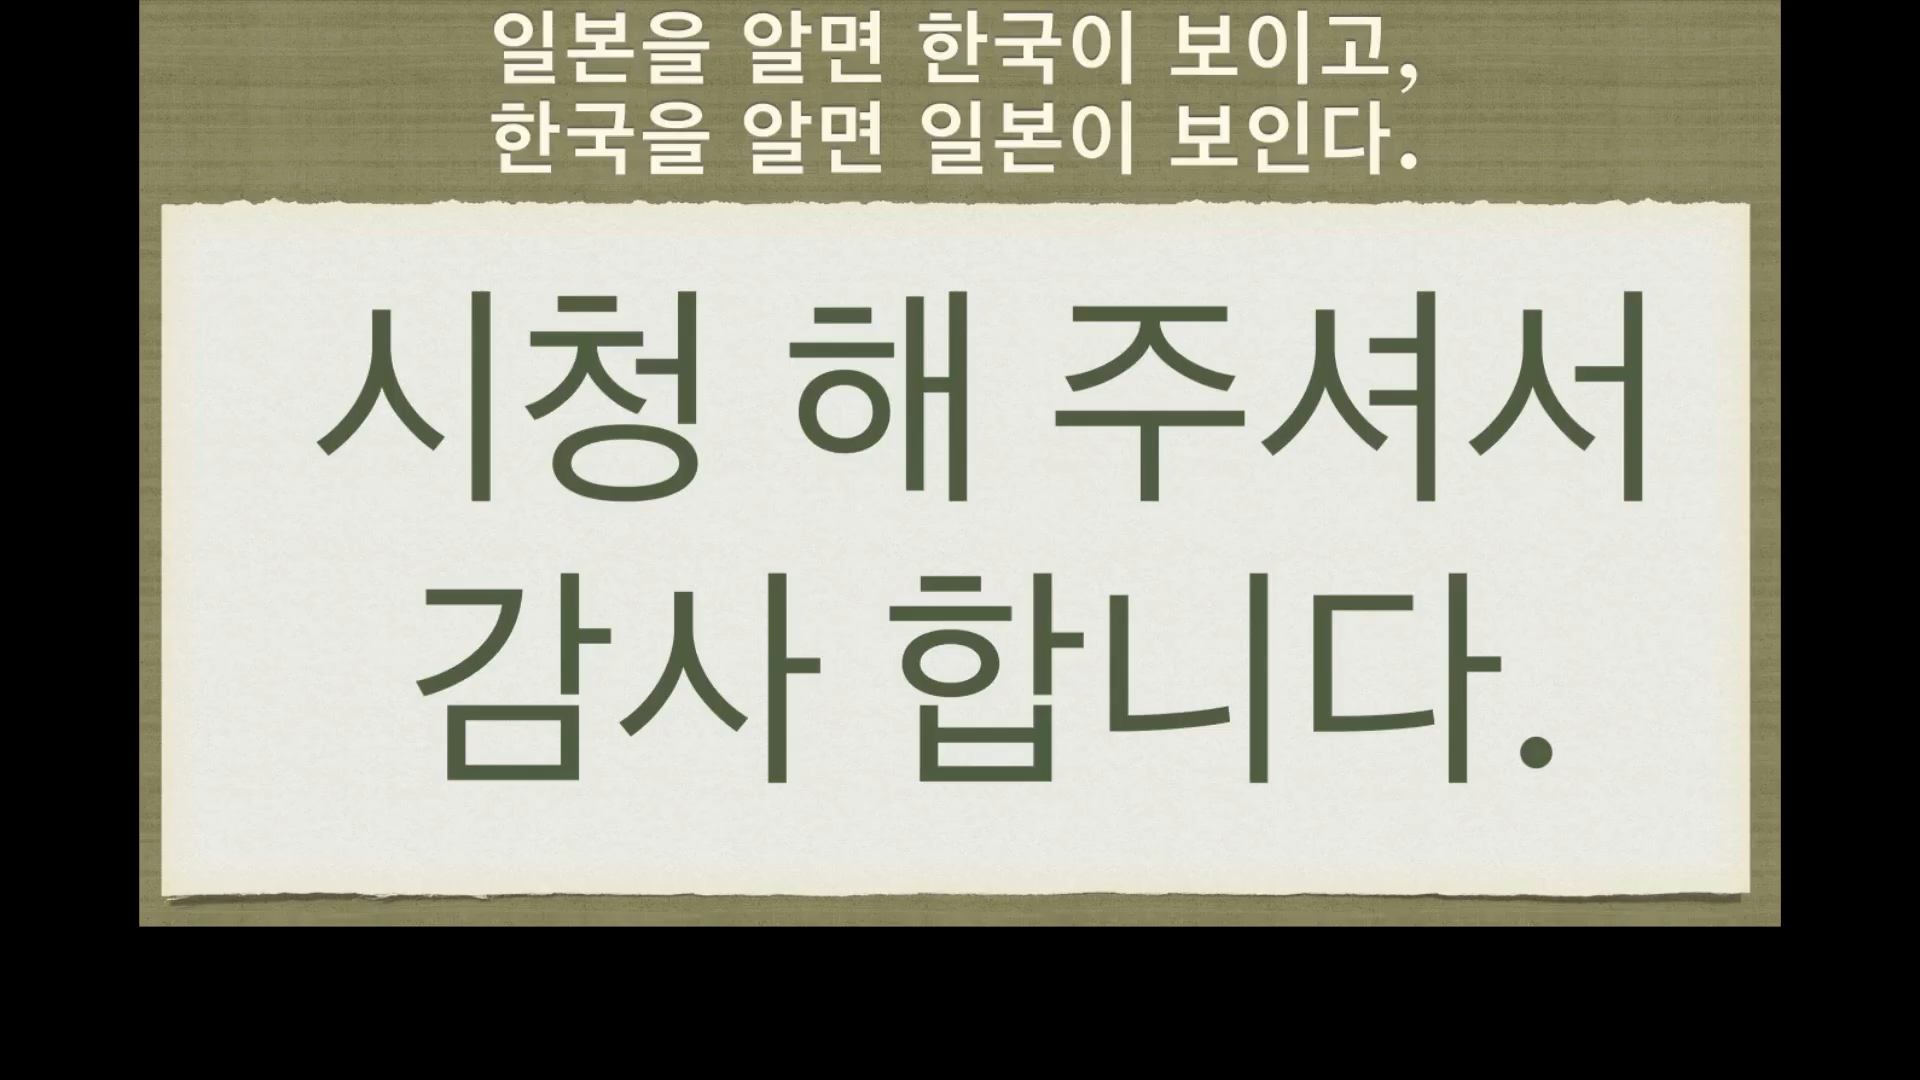 일본을 알면 한국이 보이고,
한국을 알면 일본이 보인다.
시청 해 주셔서
감사 합니다.